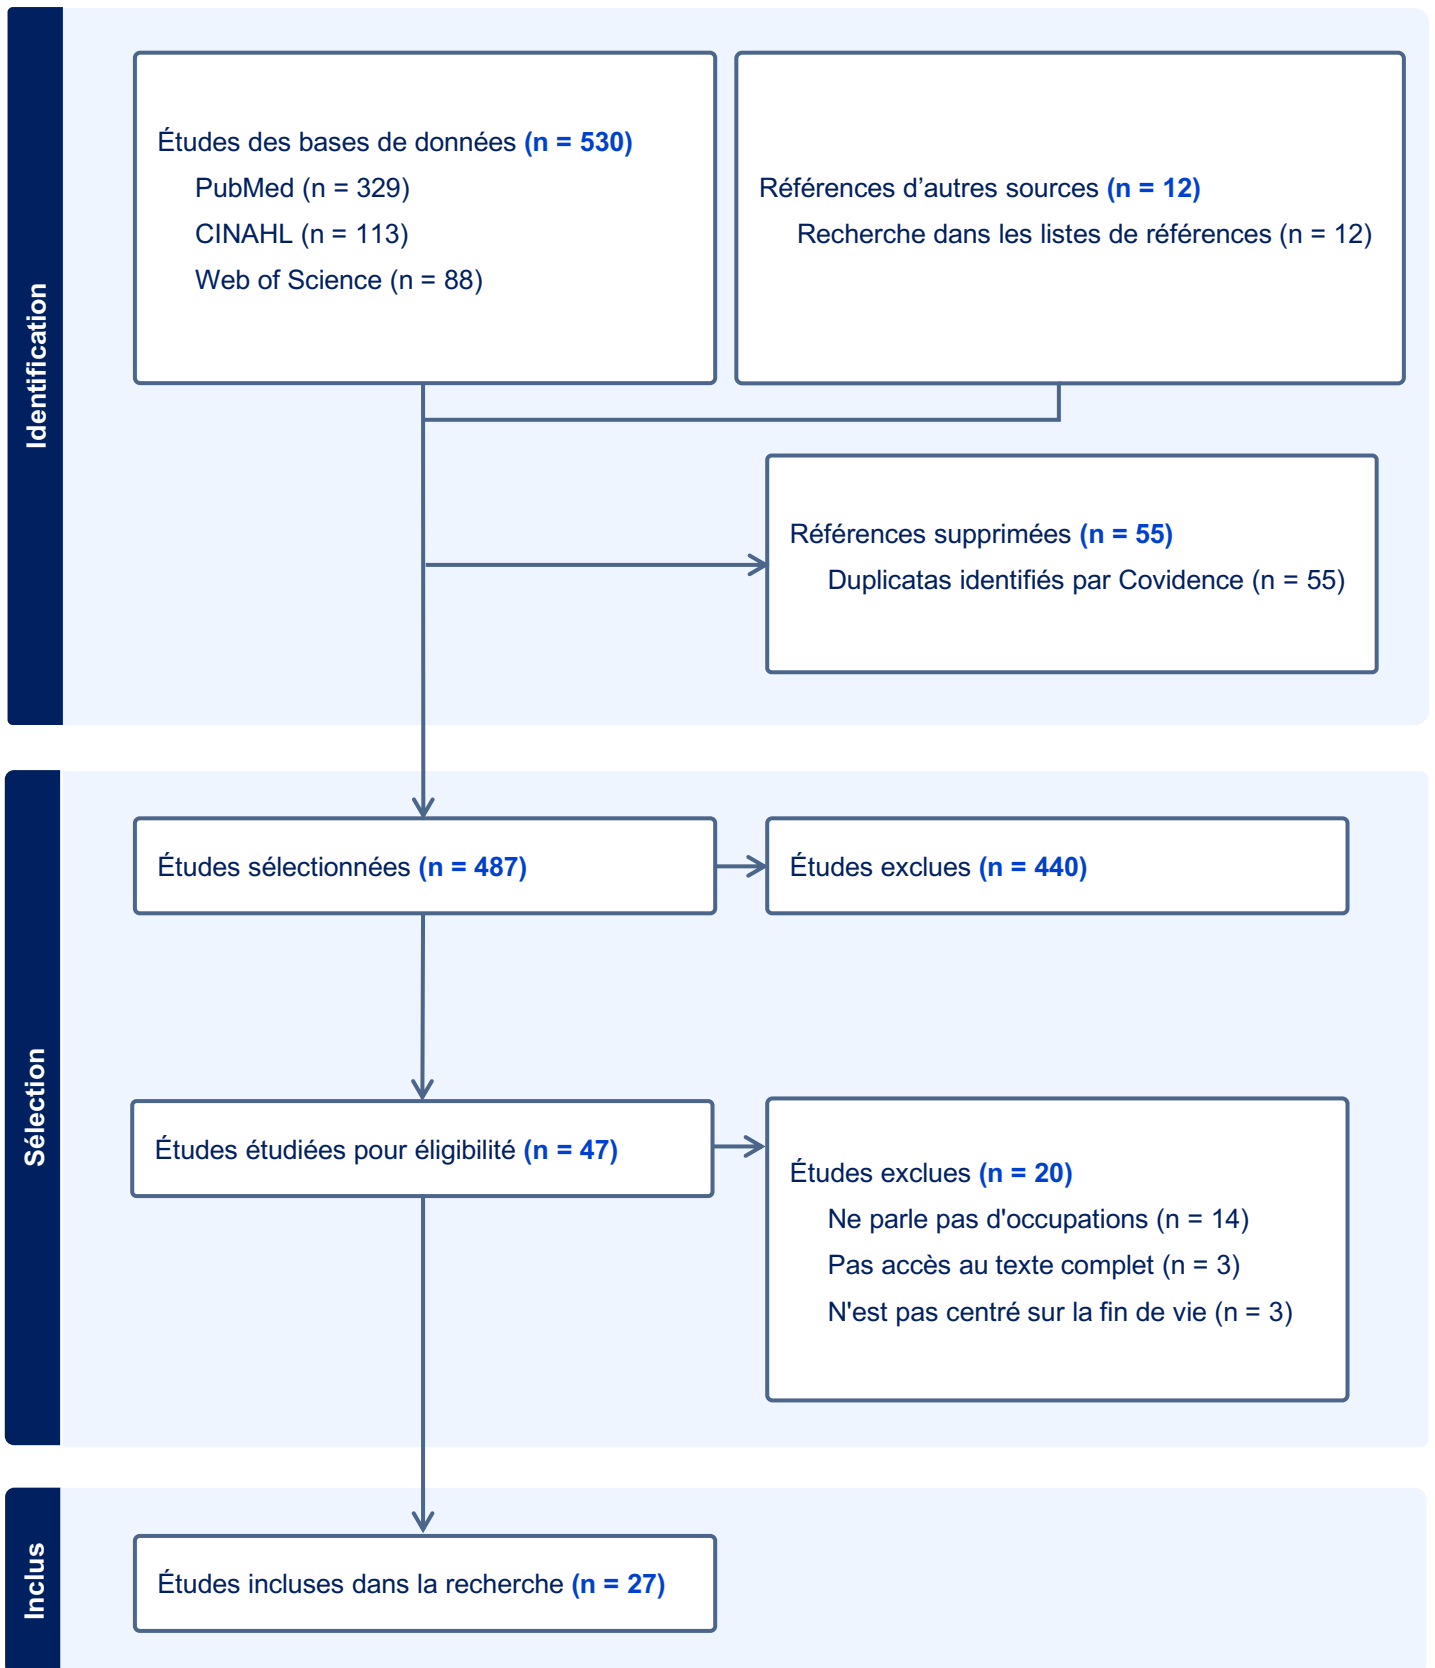 Identification
Études des bases de données (n = 530)
PubMed (n = 329)
CINAHL (n = 113)
Web of Science (n = 88)
Références d’autres sources (n = 12)
Recherche dans les listes de références (n = 12)
Références supprimées (n = 55)
Duplicatas identifiés par Covidence (n = 55)
Sélection
Études sélectionnées (n = 487)
Études exclues (n = 440)
Études étudiées pour éligibilité (n = 47)
Études exclues (n = 20)
Ne parle pas d'occupations (n = 14)
Pas accès au texte complet (n = 3)
N'est pas centré sur la fin de vie (n = 3)
Inclus
Études incluses dans la recherche (n = 27)